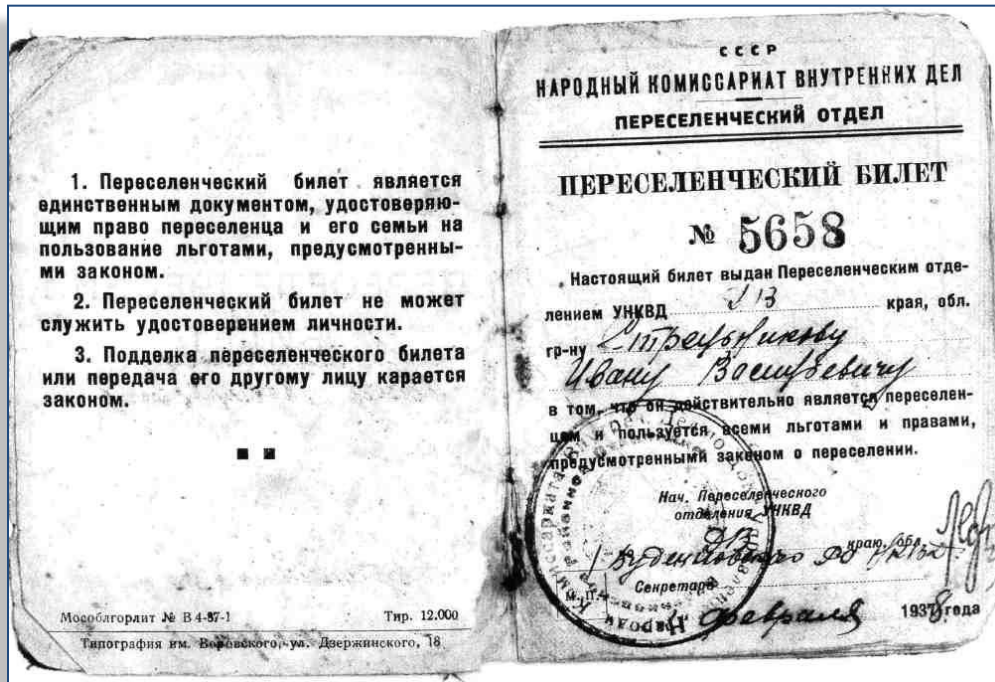 1. Переселенческий билет является
единственным документом, удостоверяю-
щим право переселенца и его семьи на
пользование льготами, предусмотренны-
ми законом.
2. Переселенческий билет не может
служить удостоверением личности.
3. Подделка переселенческого билета
или передача его другому лицу карается
законом.
Мособлгорлит № В 4-87-1 Тир. 12.000
Типография им. Воровского, ул. Дзержинского, 18
СССР
НАРОДНЫЙ КОМИССАРИАТ ВНУТРЕННИХ ДЕЛ
ПЕРЕСЕЛЕНЧЕСКИЙ ОТДЕЛ
ПЕРЕСЕЛЕНЧЕСКИЙ БИЛЕТ
№ 5658
Настоящий билет выдан Переселенческим отде-
лением УНКВД края, обл.
гр-ну Стрельникову
Ивану Васильевичу
в том, что он действительно является переселен-
цем и пользуется всеми льготами и правами,
предусмотренными законом о переселении.
Нач. Переселенческого
отделения УНКВД
краю, обл.
Секретарь
М. П. 4 февраля 1938 года